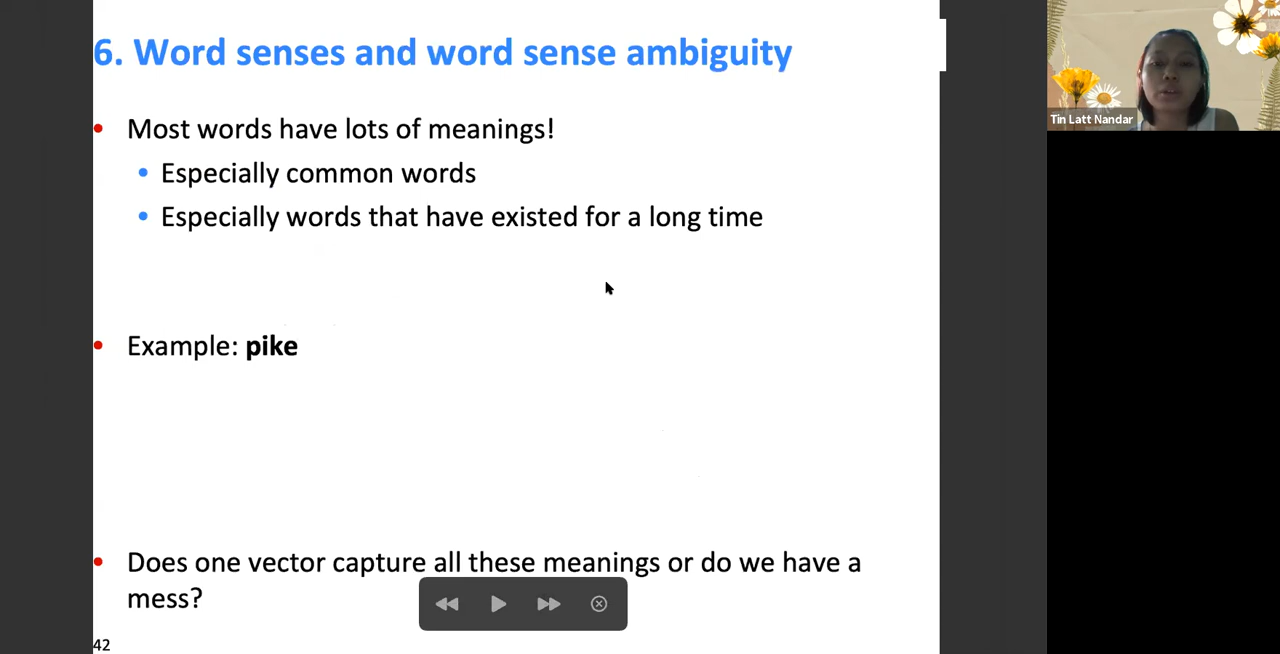 6. Word senses and word sense ambiguity
Most words have lots of meanings!
Especially common words
Especially words that have existed for a long time
Example: pike
Does one vector capture all these meanings or do we have a
mess?
42
Tin Latt Nandar